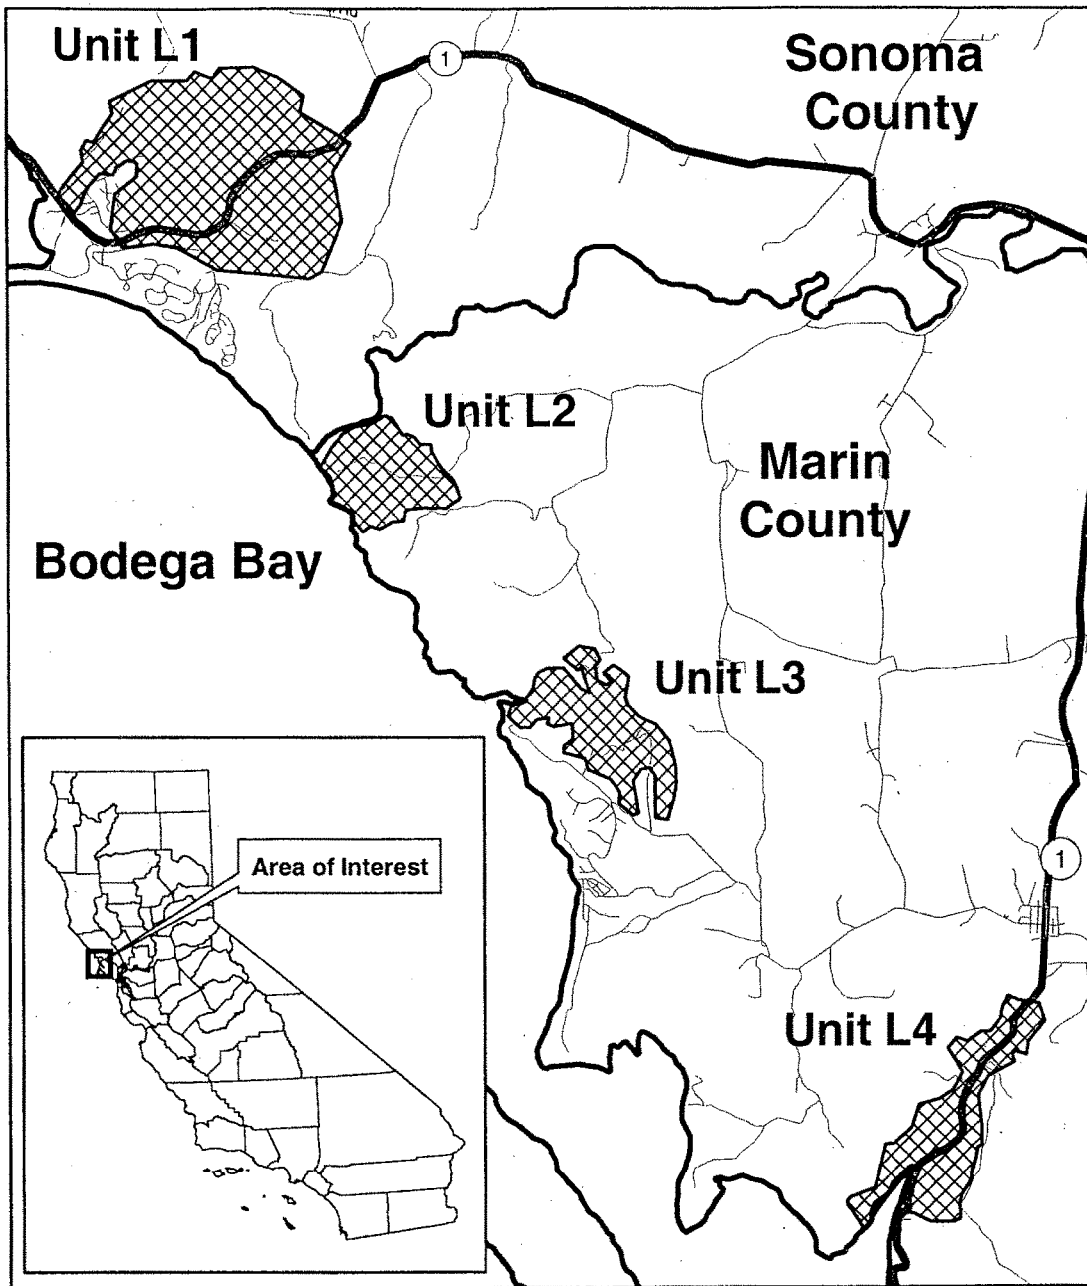 Unit L1
1
Sonoma
County
Unit L2
Marin
County
Bodega Bay
Unit L3
Area of Interest
1
Unit L4